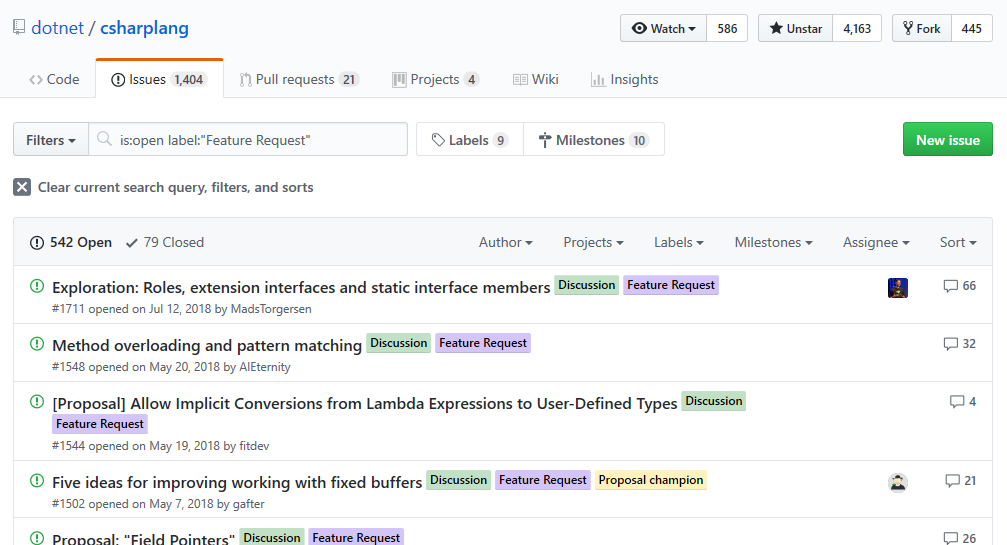 dotnet / csharplang Watch 586 Unstar 4,163 Fork 445
Code Issues 1,404 Pull requests 21 Projects 4 Wiki Insights
Filters is:open label:"Feature Request" Labels 9 Milestones 10 New issue
Clear current search query, filters, and sorts
542 Open 79 Closed Author Projects Labels Milestones Assignee Sort
Exploration: Roles, extension interfaces and static interface members Discussion Feature Request 66
#1711 opened on Jul 12, 2018 by MadsTorgersen
Method overloading and pattern matching Discussion Feature Request 32
#1548 opened on May 20, 2018 by AlEternity
[Proposal] Allow Implicit Conversions from Lambda Expressions to User-Defined Types Discussion 4
Feature Request
#1544 opened on May 19, 2018 by fitdev
Five ideas for improving working with fixed buffers Discussion Feature Request Proposal champion 21
#1502 opened on May 7, 2018 by gafter
Proposal: "Field Pointers" Discussion Feature Request 26